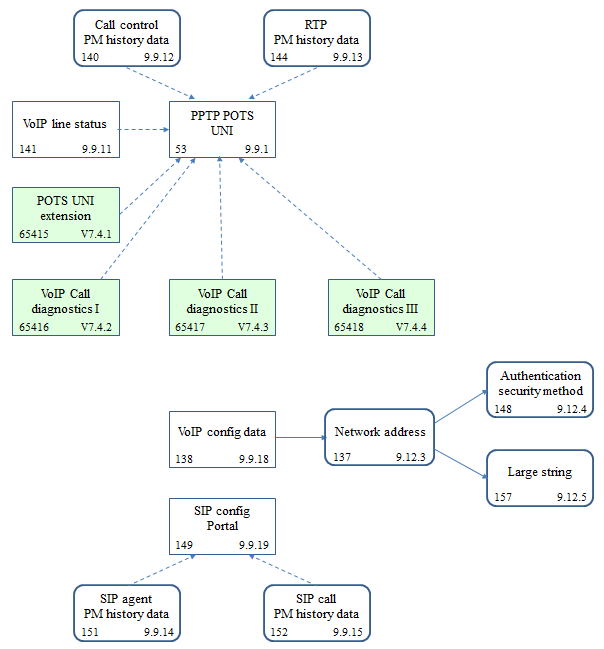 Call control
PM history data
140 9.9.12
RTP
PM history data
144 9.9.13
VoIP line status
141 9.9.11
PPTP POTS
UNI
53 9.9.1
POTS UNI
extension
65415 V7.4.1
VoIP Call
diagnostics I
65416 V7.4.2
VoIP Call
diagnostics II
65417 V7.4.3
VoIP Call
diagnostics III
65418 V7.4.4
Authentication
security method
148 9.12.4
VoIP config data
138 9.9.18
Network address
137 9.12.3
Large string
157 9.12.5
SIP config
Portal
149 9.9.19
SIP agent
PM history data
151 9.9.14
SIP call
PM history data
152 9.9.15